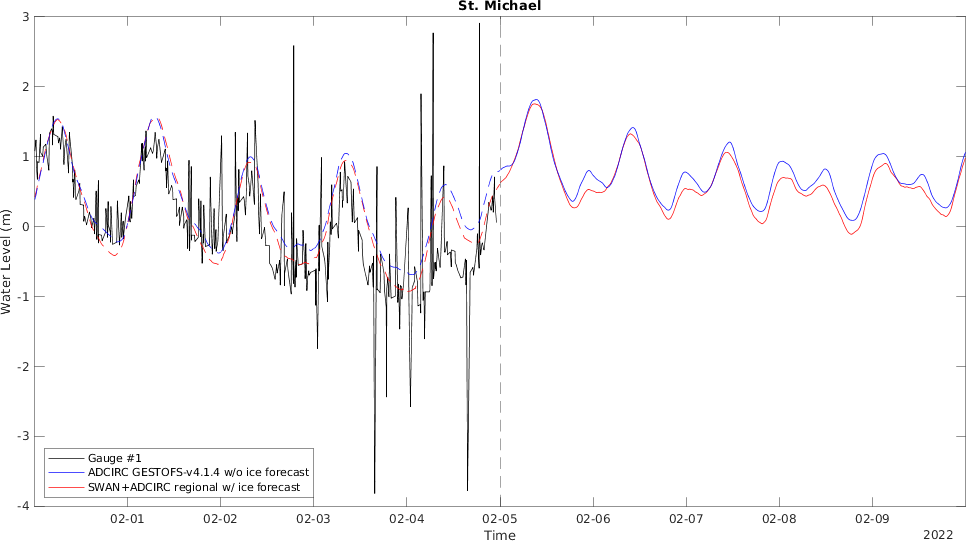 St. Michael
3
2
1
0
-1
-2
-3
-4
Water Level (m)
Gauge #1
ADCIRC GESTOFS-v4.1.4 w/o ice forecast
SWAN+ADCIRC regional w/ ice forecast
02-01 02-02 02-03 02-04 02-05 02-06 02-07 02-08 02-09
Time
2022